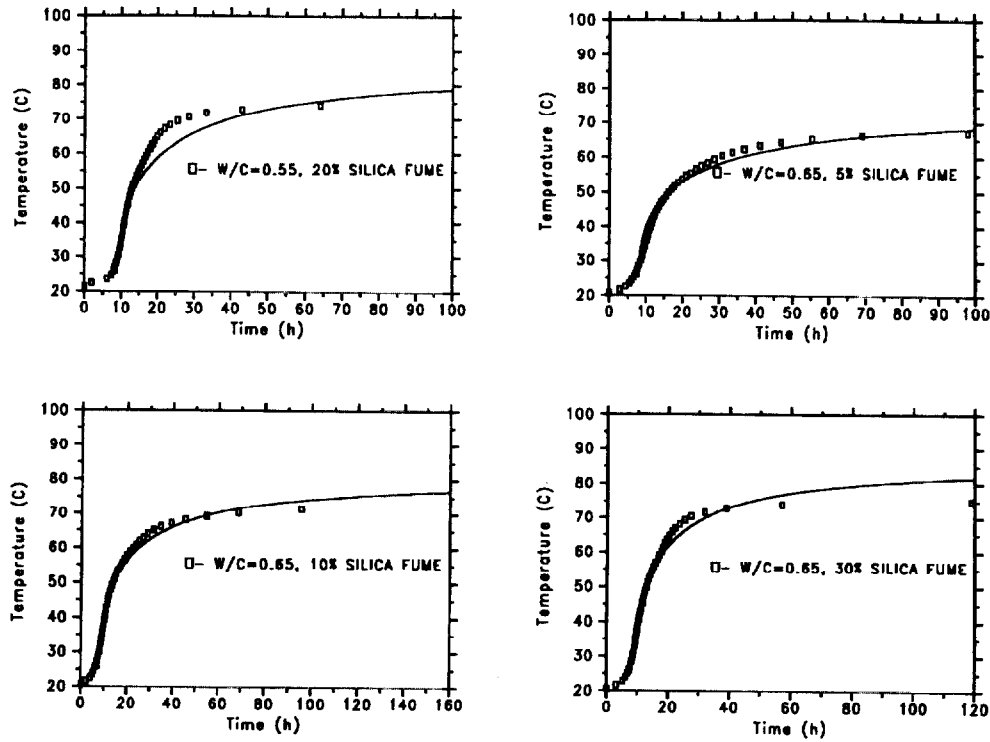 100
90
80
70
60
50
40
30
20
Temperature (C)
□– W/C=0.55, 20% SILICA FUME
0 10 20 30 40 50 60 70 80 90 100
Time (h)
100
90
80
70
60
50
40
30
20
Temperature (C)
□– W/C=0.65, 5% SILICA FUME
0 10 20 30 40 50 60 70 80 90 100
Time (h)
100
90
80
70
60
50
40
30
20
Temperature (C)
□– W/C=0.65, 10% SILICA FUME
0 20 40 60 80 100 120 140 160
Time (h)
100
90
80
70
60
50
40
30
20
Temperature (C)
□– W/C=0.65, 30% SILICA FUME
0 20 40 60 80 100 120
Time (h)